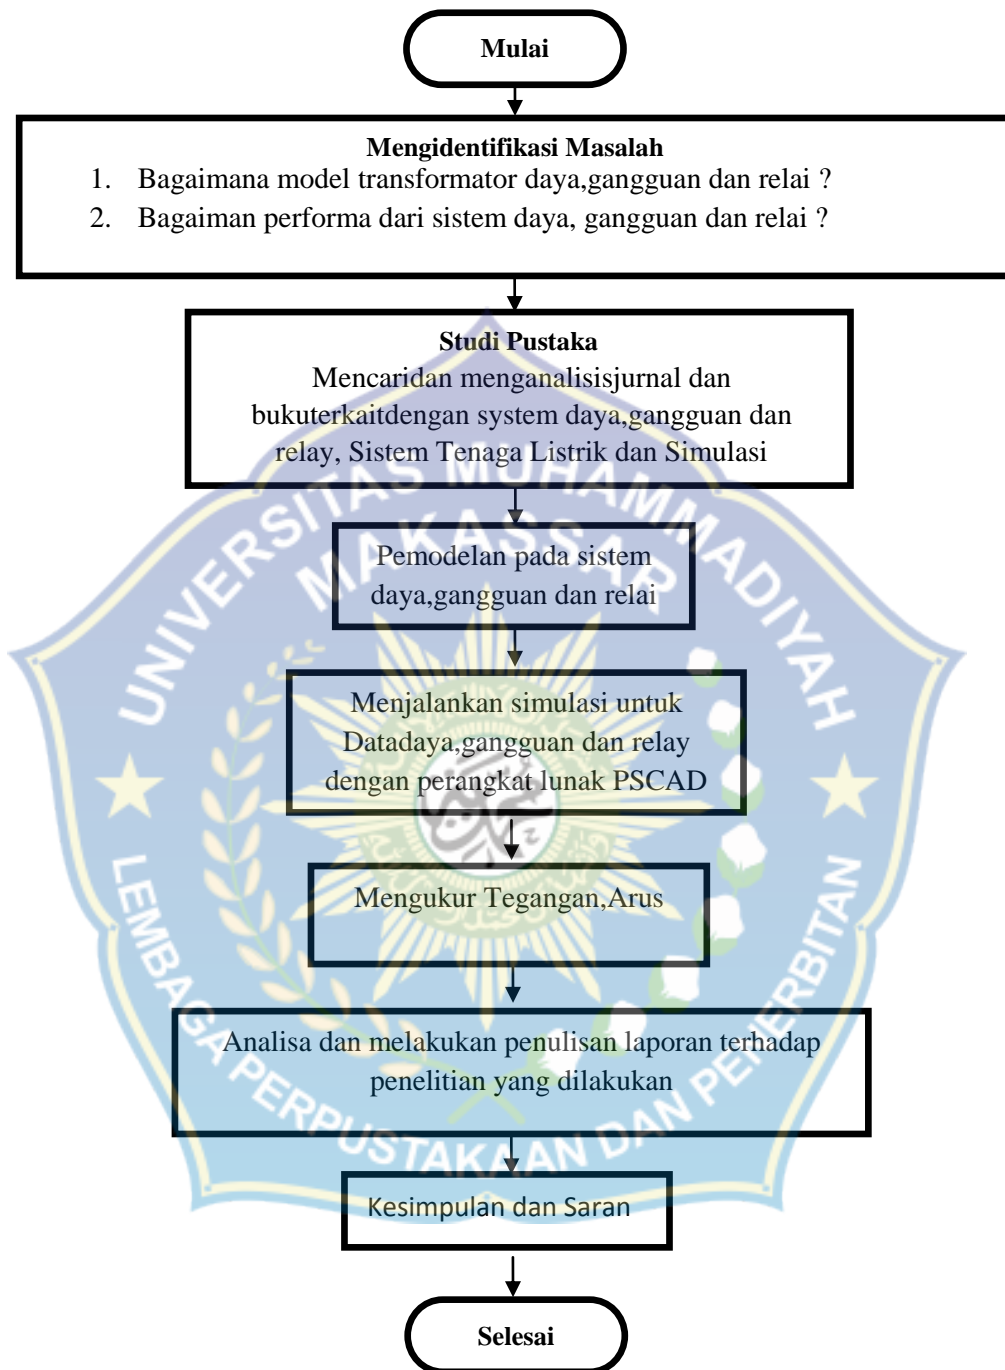 Mulai
Mengidentifikasi Masalah
1. Bagaimana model transformator daya,gangguan dan relai ?
2. Bagaiman performa dari sistem daya, gangguan dan relai ?
Studi Pustaka
Mencaridan menganalisisjurnal dan
bukuterkaitdengan system daya,gangguan dan
relay, Sistem Tenaga Listrik dan Simulasi
UNIVERSITAS MUHAMMADIYAH
MAKASSAR
Pemodelan pada sistem
daya,gangguan dan relai
Menjalankan simulasi untuk
Datadaya,gangguan dan relay
dengan perangkat lunak PSCAD
Mengukur Tegangan,Arus
Analisa dan melakukan penulisan laporan terhadap
penelitian yang dilakukan
LEMBAGA PERPUSTAKAAN DAN PENERBITAN
Kesimpulan dan Saran
Selesai